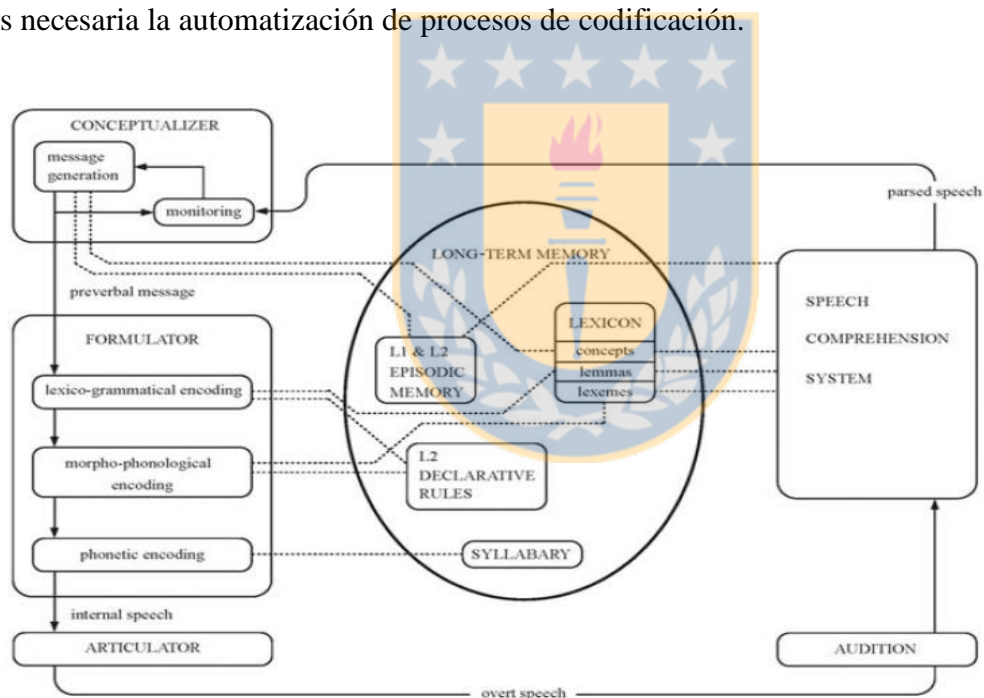 s necesaria la automatización de procesos de codificación.
CONCEPTUALIZER
message
generation
monitoring
parsed speech
LONG-TERM MEMORY
preverbal message
SPEECH
COMPREHENSION
SYSTEM
FORMULATOR
LEXICON
concepts
lemmas
lexemes
L1 & L2
EPISODIC
MEMORY
lexico-grammatical encoding
L2
DECLARATIVE
RULES
morpho-phonological
encoding
phonetic encoding
SYLLABARY
internal speech
ARTICULATOR
AUDITION
overt speech